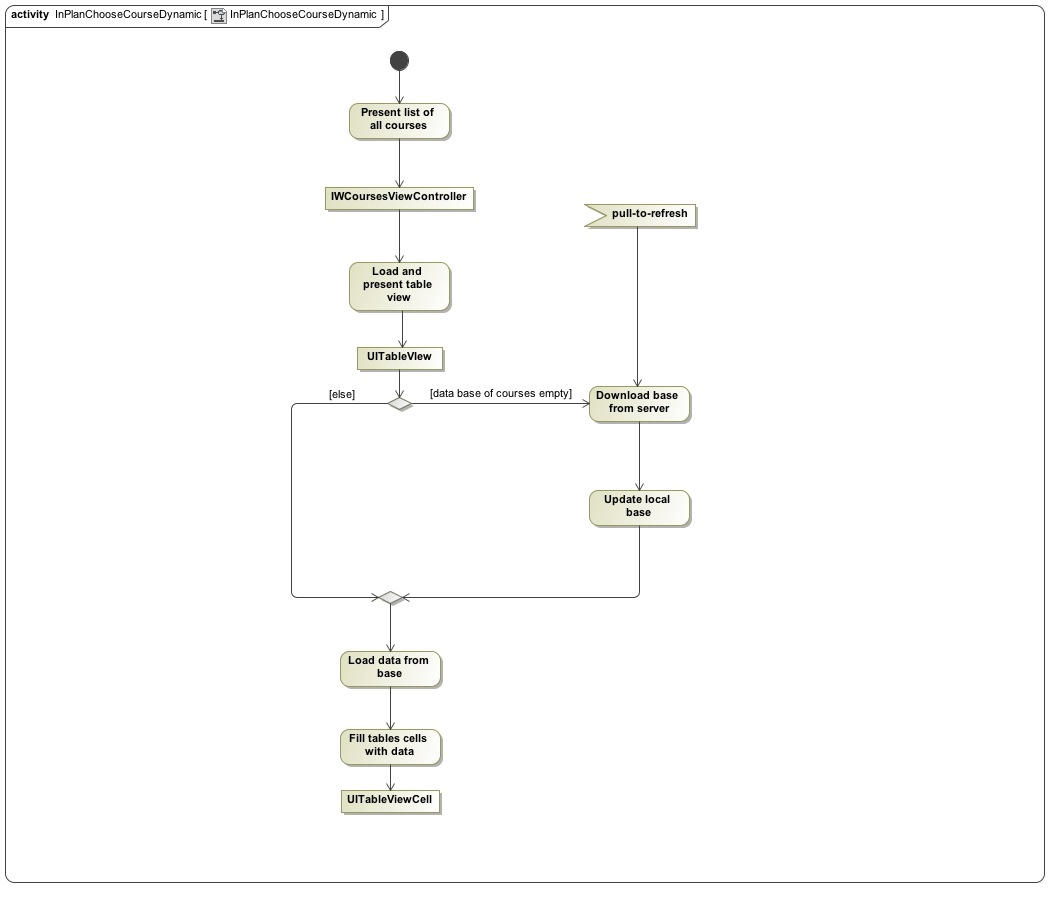 activity InPlanChooseCourseDynamic [ InPlanChooseCourseDynamic ]
Present list of
all courses
IWCoursesViewController
pull-to-refresh
Load and
present table
view
UITableVIew
[else]
[data base of courses empty]
Download base
from server
Update local
base
Load data from
base
Fill tables cells
with data
UITableViewCell